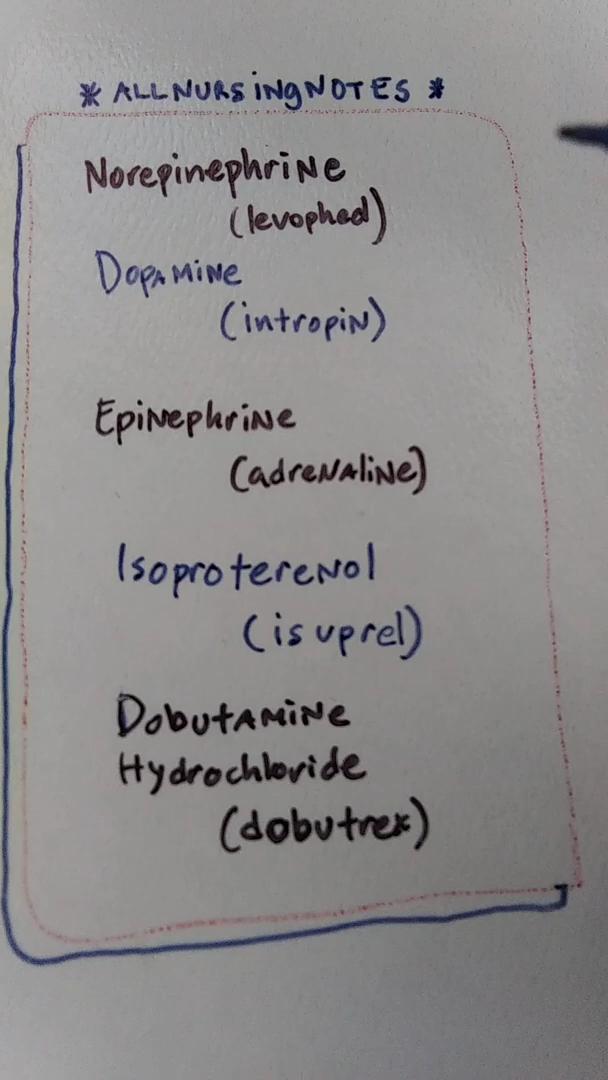 * ALLNURSiNgNOTES *
NorepinephriNe
(levophed)
DopAMiNe
(intropiN)
EpiNephriNe
(adreNAliNe)
IsoprotereNol
(isuprel)
DobutAMiNe
Hydrochloride
(dobutrex)